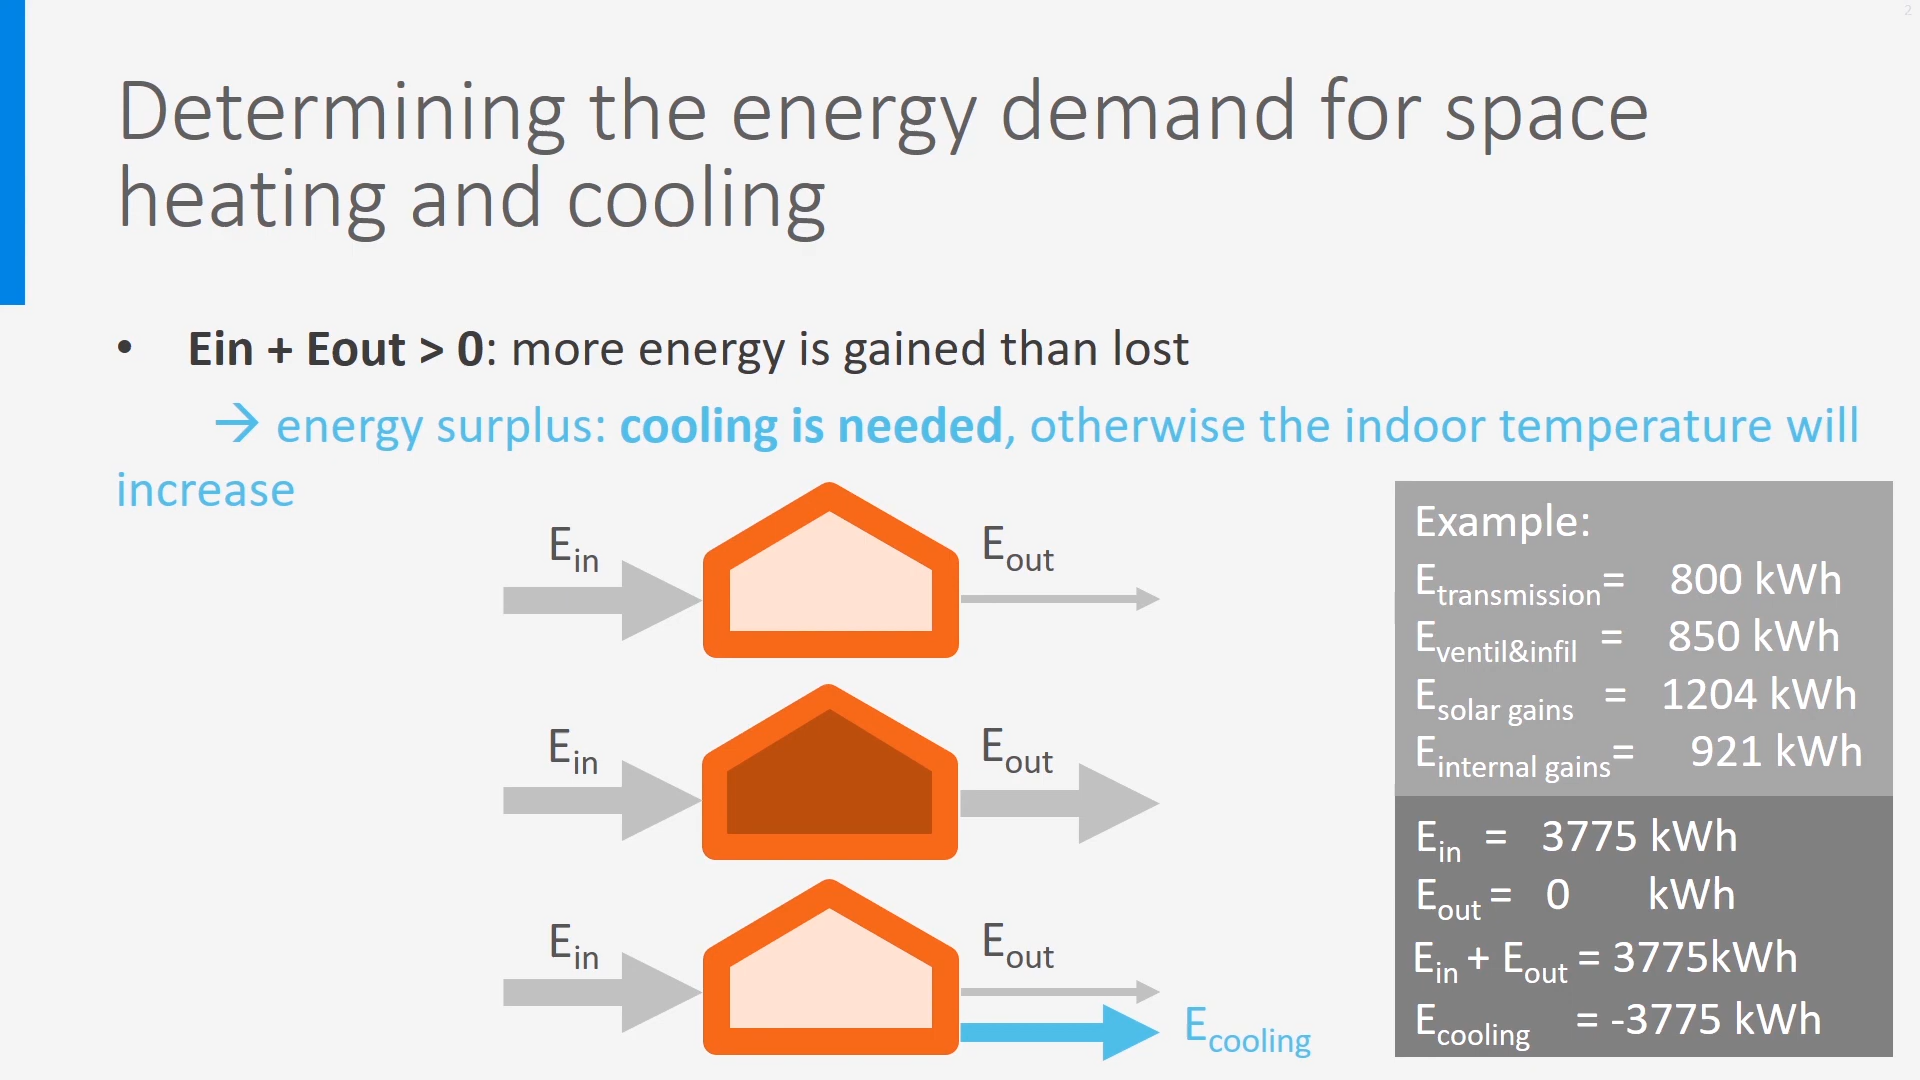 2
Determining the energy demand for space
heating and cooling
• Ein + Eout > 0: more energy is gained than lost
→ energy surplus: cooling is needed, otherwise the indoor temperature will
increase
Ein
Eout
Ein
Eout
Ein
Eout
Ecooling
Example:
Etransmission= 800 kWh
Eventil&infil = 850 kWh
Esolar gains = 1204 kWh
Einternal gains= 921 kWh
Ein = 3775 kWh
Eout = 0 kWh
Ein + Eout = 3775kWh
Ecooling = -3775 kWh